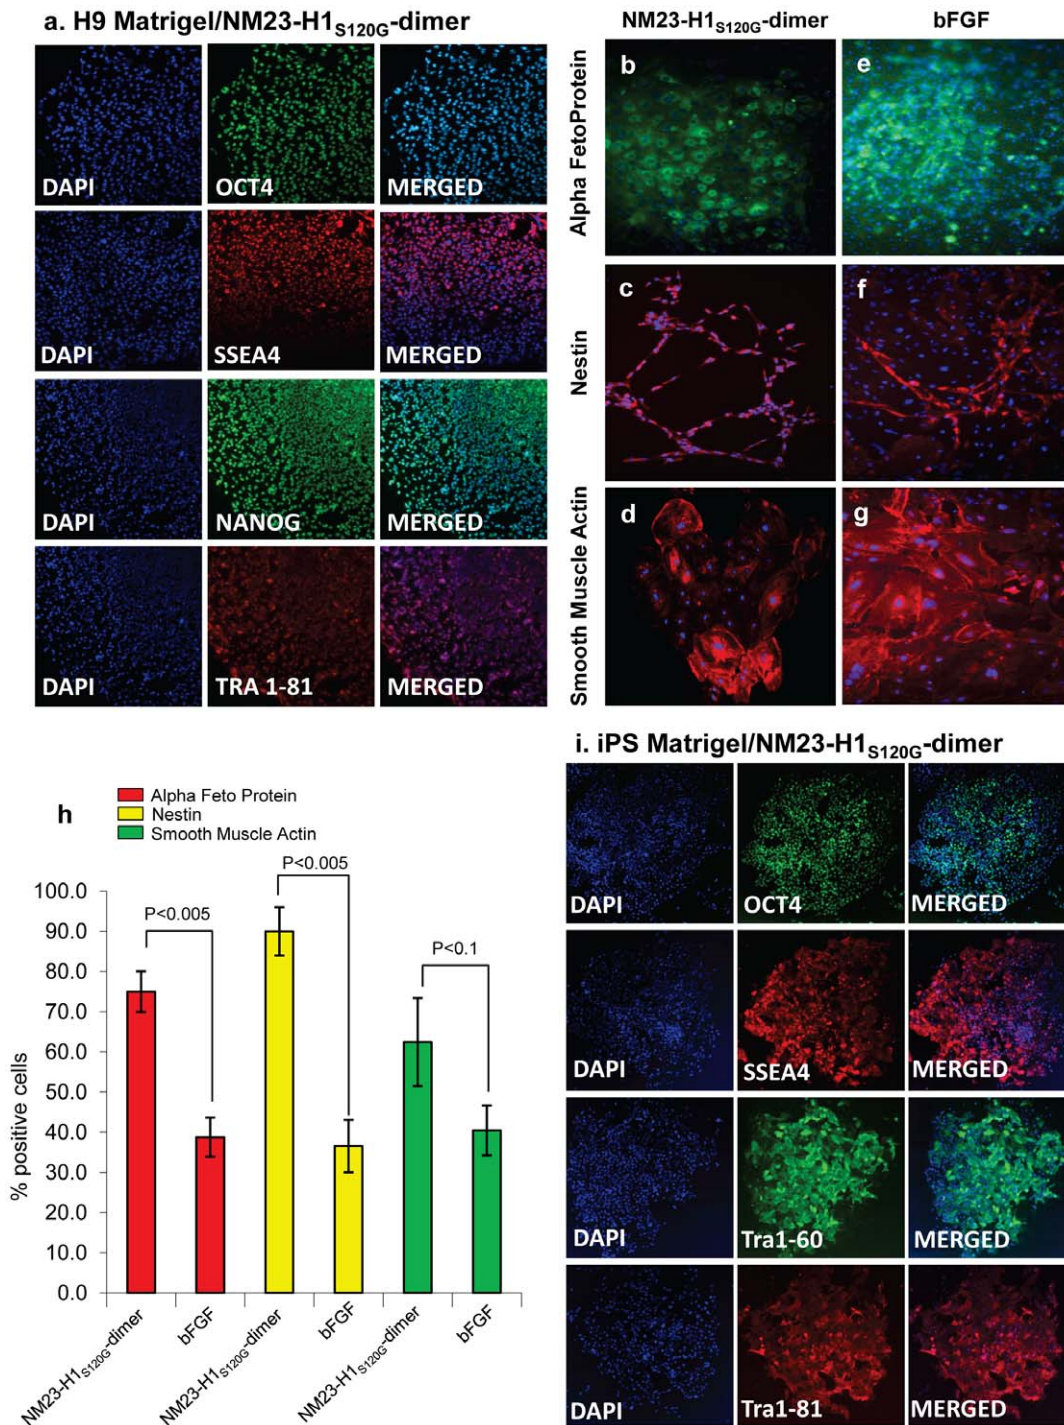 a. H9 Matrigel/NM23-H1S120G-dimer
DAPI OCT4 MERGED
DAPI SSEA4 MERGED
DAPI NANOG MERGED
DAPI TRA 1-81 MERGED
NM23-H1S120G-dimer bFGF
Alpha FetoProtein
b e
Nestin
c f
Smooth Muscle Actin
d g
h
Alpha Feto Protein
Nestin
Smooth Muscle Actin
P<0.005
P<0.005
P<0.1
% positive cells
100.0
90.0
80.0
70.0
60.0
50.0
40.0
30.0
20.0
10.0
0.0
NM23-H1S120G-dimer
bFGF
NM23-H1S120G-dimer
bFGF
NM23-H1S120G-dimer
bFGF
i. iPS Matrigel/NM23-H1S120G-dimer
DAPI OCT4 MERGED
DAPI SSEA4 MERGED
DAPI Tra1-60 MERGED
DAPI Tra1-81 MERGED